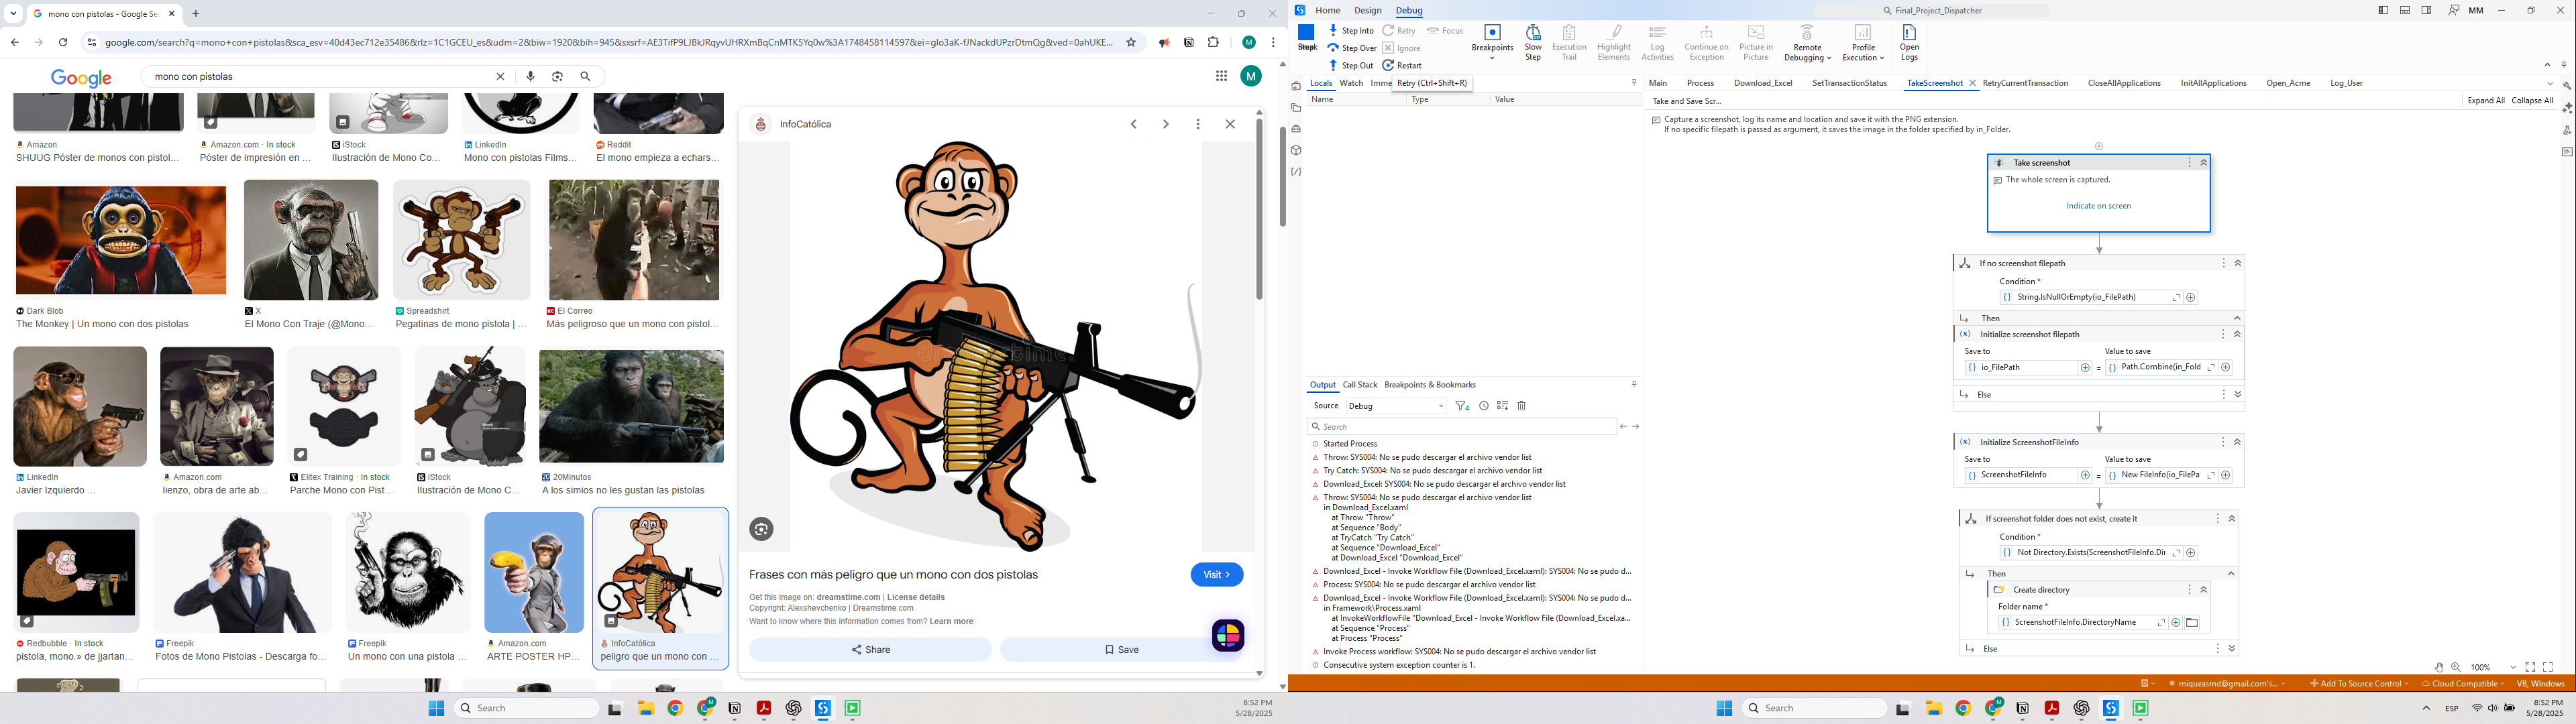 mono con pistolas - Google Se
google.com/search?q=mono+con+pistolas&sca_esv=40d43ec712e35486&rlz=1C1GCEU_es&udm=2&biw=1920&bih=945&sxsrf=AE3TifP9LJBkJRqyvUHRXmBqCnMTK5Yq0w%3A1748458114597&ei=glo3aK-fJNackdUPzrDtmQg&ved=0ahUKE...
Google
mono con pistolas
M
Amazon
SHUUG Póster de monos con pistol...
Amazon.com · In stock
Póster de impresión en ...
iStock
Ilustración de Mono Co...
LinkedIn
Mono con pistolas Films...
Reddit
El mono empieza a echars...
Dark Blob
The Monkey | Un mono con dos pistolas
X
El Mono Con Traje (@Mono...
Spreadshirt
Pegatinas de mono pistola | ...
El Correo
Más peligroso que un mono con pistol...
LinkedIn
Javier Izquierdo ...
Amazon.com
lienzo, obra de arte ab...
Elitex Training · In stock
Parche Mono con Pist...
iStock
Ilustración de Mono C...
20Minutos
A los simios no les gustan las pistolas
Redbubble · In stock
pistola, mono.» de jjartan...
Freepik
Fotos de Mono Pistolas - Descarga fo...
Freepik
Un mono con una pistola ...
Amazon.com
ARTE POSTER HP...
InfoCatólica
peligro que un mono con ...
InfoCatólica
Frases con más peligro que un mono con dos pistolas
Visit
Get this image on: dreamstime.com | License details
Copyright: Alexshevchenko | Dreamstime.com
Want to know where this information comes from? Learn more
Share
Save
Search
8:52 PM
5/28/2025
Home
Design
Debug
Final_Project_Dispatcher
MM
Step Into
Step Over
Step Out
Retry
Ignore
Restart
Focus
Breakpoints
Slow Step
Execution Trail
Highlight Elements
Log Activities
Continue on Exception
Picture in Picture
Remote Debugging
Profile Execution
Open Logs
Locals
Watch
Imme
Retry (Ctrl+Shift+R)
Name
Type
Value
Main
Process
Download_Excel
SetTransactionStatus
TakeScreenshot
RetryCurrentTransaction
CloseAllApplications
InitAllApplications
Open_Acme
Log_User
Take and Save Scr...
Expand All
Collapse All
Capture a screenshot, log its name and location and save it with the PNG extension.
If no specific filepath is passed as argument, it saves the image in the folder specified by in_Folder.
Take screenshot
The whole screen is captured.
Indicate on screen
If no screenshot filepath
Condition *
String.IsNullOrEmpty(io_FilePath)
Then
Initialize screenshot filepath
Save to
Value to save
io_FilePath
=
Path.Combine(in_Fold
Else
Initialize ScreenshotFileInfo
Save to
Value to save
ScreenshotFileInfo
=
New FileInfo(io_FilePa
If screenshot folder does not exist, create it
Condition *
Not Directory.Exists(ScreenshotFileInfo.Dir
Then
Create directory
Folder name *
ScreenshotFileInfo.DirectoryName
Else
100%
Output
Call Stack
Breakpoints & Bookmarks
Source
Debug
Search
Started Process
Throw: SYS004: No se pudo descargar el archivo vendor list
Try Catch: SYS004: No se pudo descargar el archivo vendor list
Download_Excel: SYS004: No se pudo descargar el archivo vendor list
Throw: SYS004: No se pudo descargar el archivo vendor list
in Download_Excel.xaml
at Throw "Throw"
at Sequence "Body"
at TryCatch "Try Catch"
at Sequence "Download_Excel"
at Download_Excel "Download_Excel"
Download_Excel - Invoke Workflow File (Download_Excel.xaml): SYS004: No se pudo d...
Process: SYS004: No se pudo descargar el archivo vendor list
Download_Excel - Invoke Workflow File (Download_Excel.xaml): SYS004: No se pudo d...
in Framework\Process.xaml
at InvokeWorkflowFile "Download_Excel - Invoke Workflow File (Download_Excel.xa...
at Sequence "Process"
at Process "Process"
Invoke Process workflow: SYS004: No se pudo descargar el archivo vendor list
Consecutive system exception counter is 1.
miqueasmd@gmail.com's...
Add To Source Control
Cloud Compatible
VB, Windows
Search
ESP
8:52 PM
5/28/2025